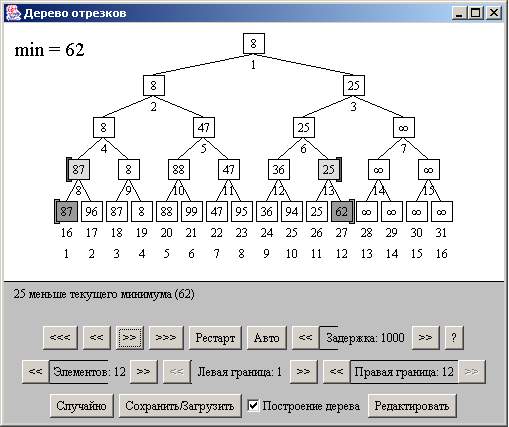 Дерево отрезков
min = 62
8
1
8 25
2 3
8 47 25 ∞
4 5 6 7
87 8 88 47 36 25 ∞ ∞
8 9 10 11 12 13 14 15
87 96 87 8 88 99 47 95 36 94 25 62 ∞ ∞ ∞ ∞
16 17 18 19 20 21 22 23 24 25 26 27 28 29 30 31
1 2 3 4 5 6 7 8 9 10 11 12 13 14 15 16
25 меньше текущего минимума (62)
<<< << >> >>> Рестарт Авто << Задержка: 1000 >> ?
<< Элементов: 12 >> << Левая граница: 1 >> << Правая граница: 12 >>
Случайно Сохранить/Загрузить Построение дерева Редактировать